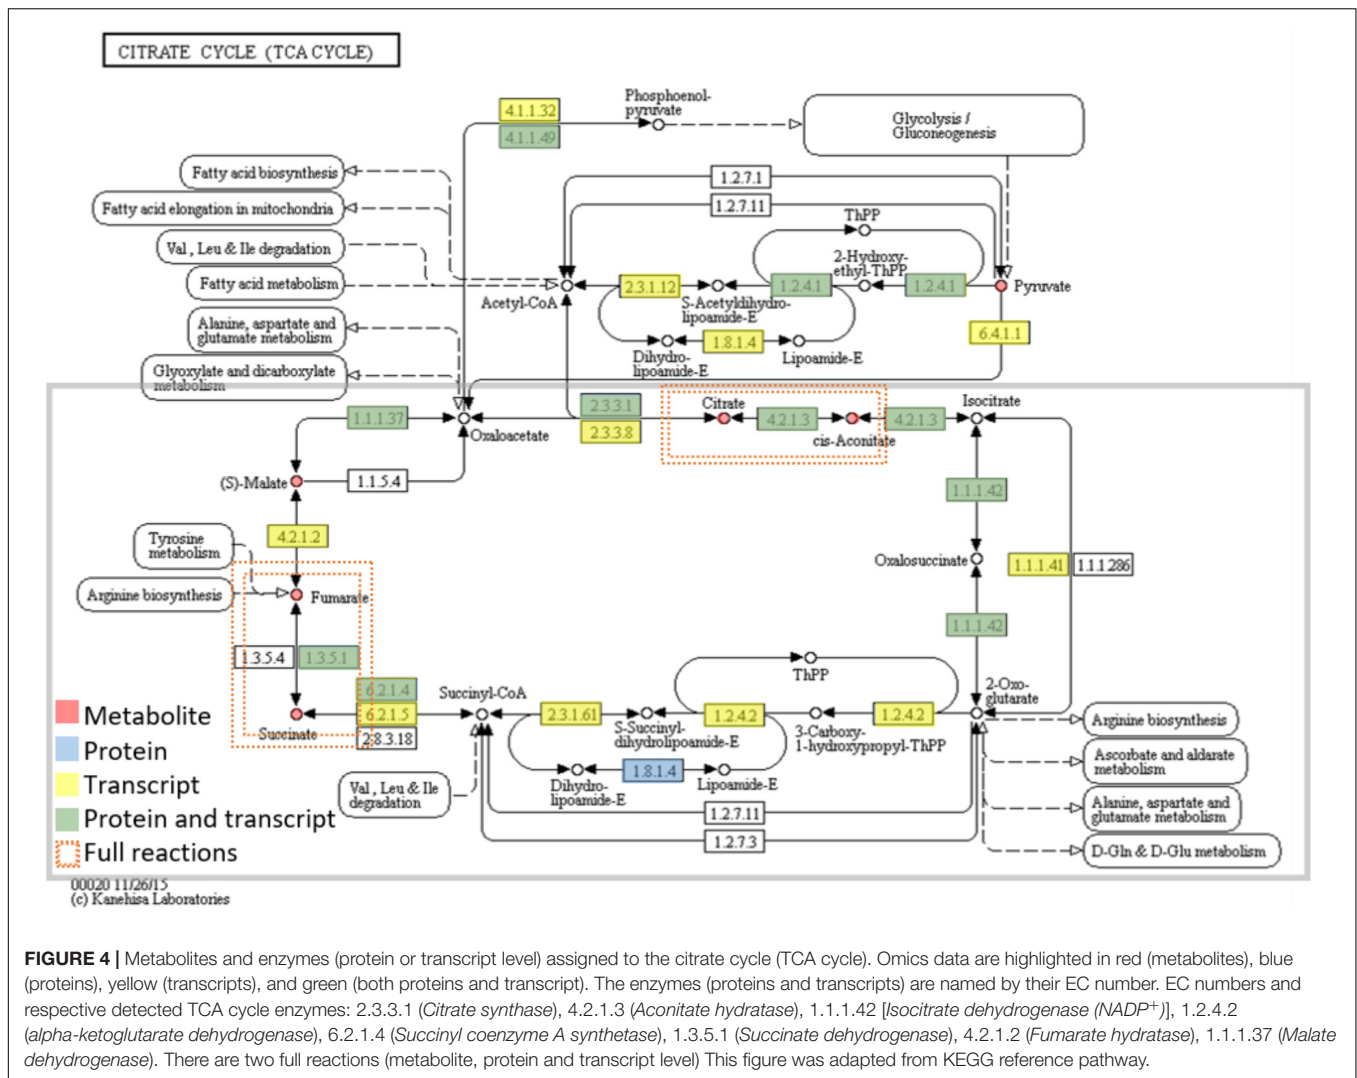 CITRATE CYCLE (TCA CYCLE)
4.1.1.32
4.1.1.49
Phosphoenol-
pyruvate
Glycolysis /
Gluconeogenesis
Fatty acid biosynthesis
Fatty acid elongation in mitochondria
Val , Leu & Ile degradation
Fatty acid metabolism
Alanine, aspartate and
glutamate metabolism
Glyoxylate and dicarboxylate
metabolism
1.2.7.1
1.2.7.11
ThPP
2-Hydroxy-
ethyl-ThPP
Acetyl-CoA
2.3.1.12
S-Acetyldihydro-
lipoamide-E
1.2.4.1
1.2.4.1
Pyruvate
Dihydro-
lipoamide-E
1.8.1.4
Lipoamide-E
6.4.1.1
1.1.1.37
Oxaloacetate
2.3.3.1
2.3.3.8
Citrate
4.2.1.3
cis-Aconitate
4.2.1.3
Isocitrate
(S)-Malate
1.1.5.4
1.1.1.42
Tyrosine
metabolism
4.2.1.2
Oxalosuccinate
1.1.1.41
1.1.1.286
Arginine biosynthesis
Fumarate
1.1.1.42
1.3.5.4
1.3.5.1
ThPP
6.2.1.4
6.2.1.5
2.8.3.18
Succinate
Succinyl-CoA
2.3.1.61
S-Succinyl-
dihydrolipoamide-E
1.2.4.2
3-Carboxy-
1-hydroxypropyl-ThPP
1.2.4.2
2-Oxo-
glutarate
Dihydro-
lipoamide-E
1.8.1.4
Lipoamide-E
Val , Leu & Ile
degradation
1.2.7.11
1.2.7.3
Arginine biosynthesis
Ascorbate and aldarate
metabolism
Alanine, aspartate and
glutamate metabolism
D-Gln & D-Glu metabolism
Metabolite
Protein
Transcript
Protein and transcript
Full reactions
00020 11/26/15
(c) Kanehisa Laboratories
FIGURE 4 | Metabolites and enzymes (protein or transcript level) assigned to the citrate cycle (TCA cycle). Omics data are highlighted in red (metabolites), blue
(proteins), yellow (transcripts), and green (both proteins and transcript). The enzymes (proteins and transcripts) are named by their EC number. EC numbers and
respective detected TCA cycle enzymes: 2.3.3.1 (Citrate synthase), 4.2.1.3 (Aconitate hydratase), 1.1.1.42 [Isocitrate dehydrogenase (NADP+)], 1.2.4.2
(alpha-ketoglutarate dehydrogenase), 6.2.1.4 (Succinyl coenzyme A synthetase), 1.3.5.1 (Succinate dehydrogenase), 4.2.1.2 (Fumarate hydratase), 1.1.1.37 (Malate
dehydrogenase). There are two full reactions (metabolite, protein and transcript level) This figure was adapted from KEGG reference pathway.